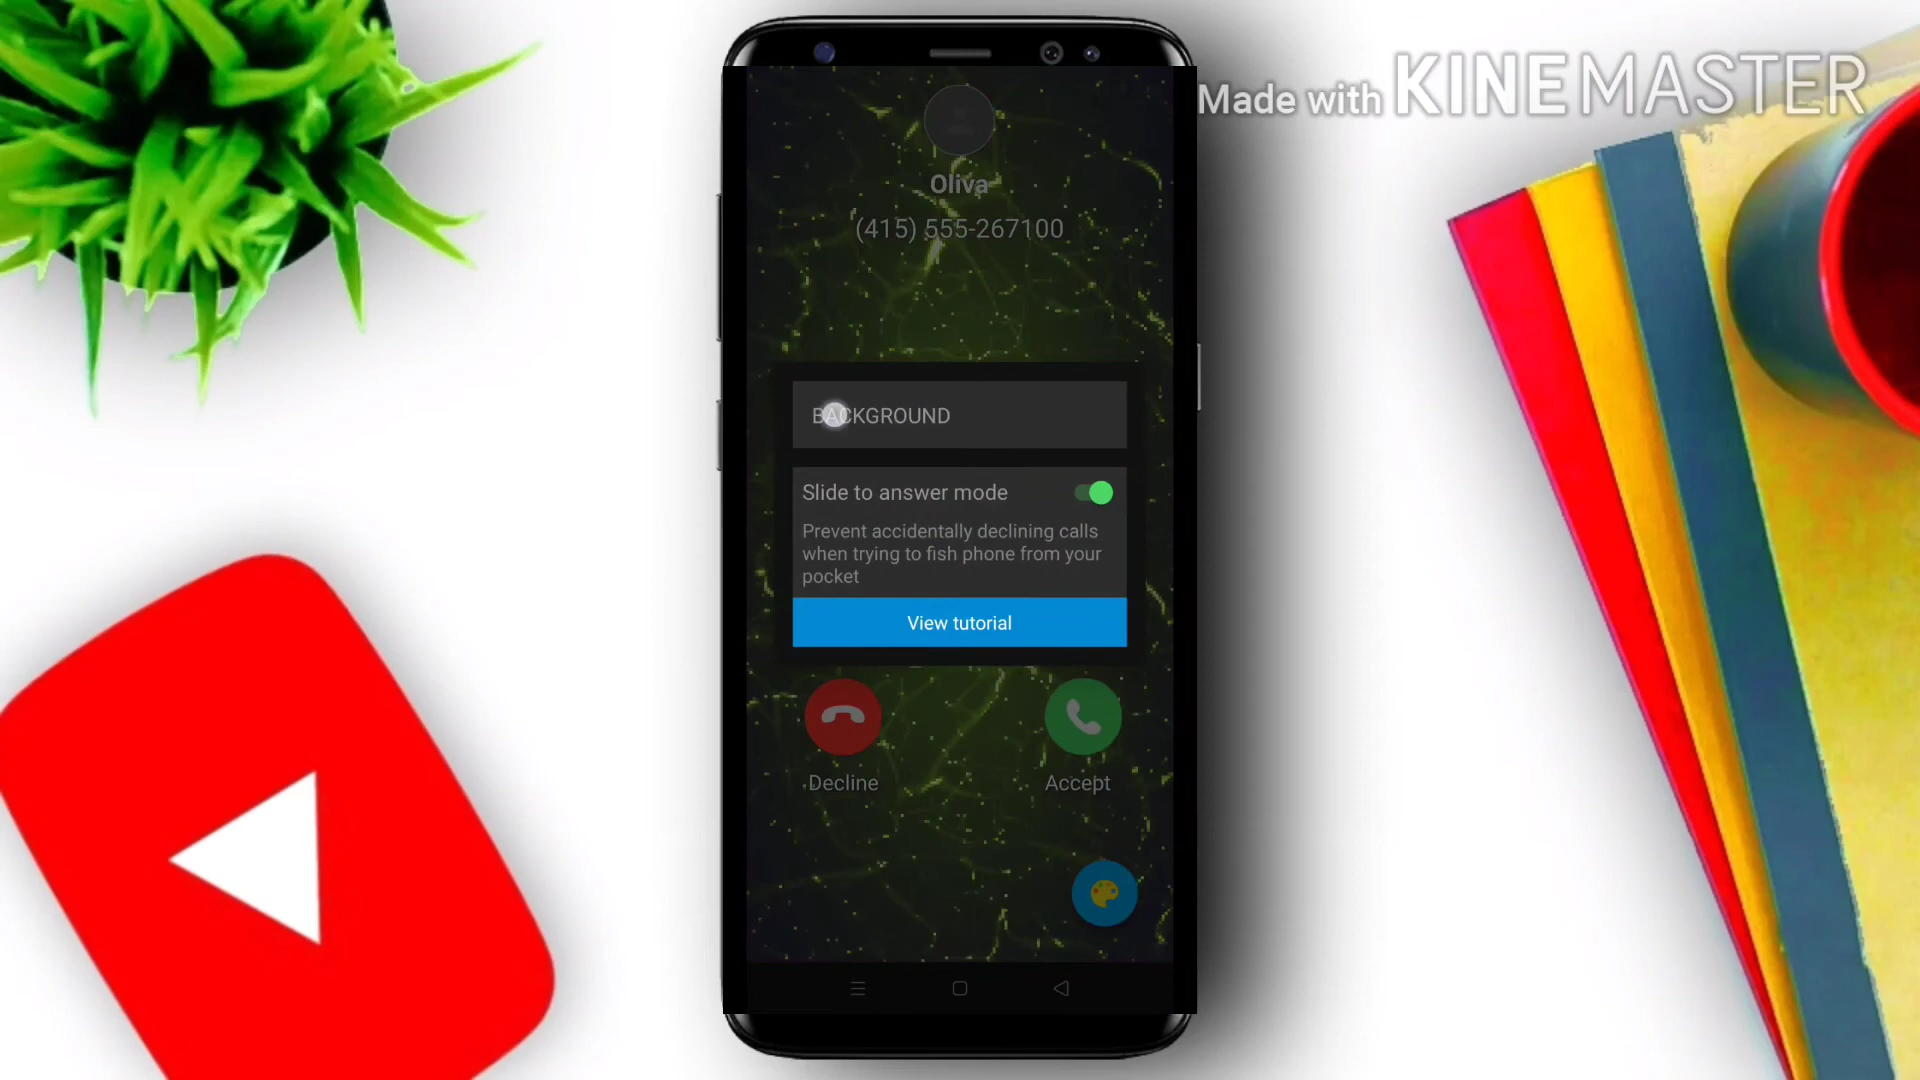 Made with KINEMASTER
Oliva
(415) 555-267100
BACKGROUND
Slide to answer mode
Prevent accidentally declining calls
when trying to fish phone from your
pocket
View tutorial
Decline
Accept